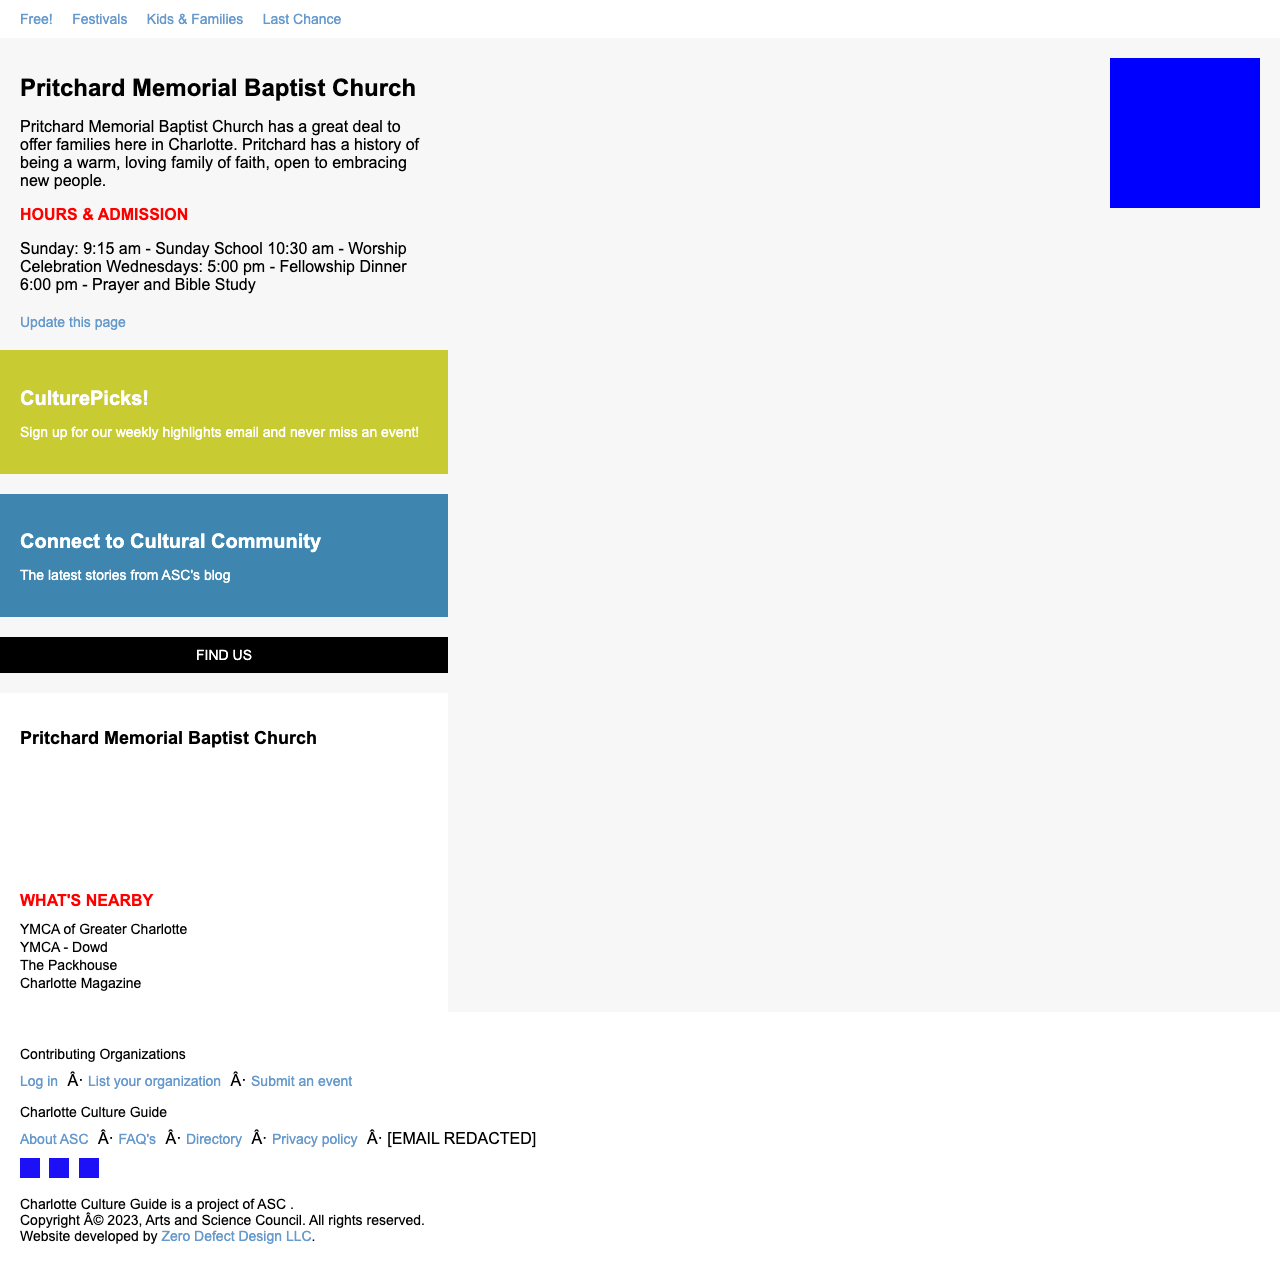 Free! Festivals Kids & Families Last Chance
Pritchard Memorial Baptist Church
Pritchard Memorial Baptist Church has a great deal to
offer families here in Charlotte. Pritchard has a history of
being a warm, loving family of faith, open to embracing
new people.
HOURS & ADMISSION
Sunday: 9:15 am - Sunday School 10:30 am - Worship
Celebration Wednesdays: 5:00 pm - Fellowship Dinner
6:00 pm - Prayer and Bible Study
Update this page
CulturePicks!
Sign up for our weekly highlights email and never miss an event!
Connect to Cultural Community
The latest stories from ASC's blog
FIND US
Pritchard Memorial Baptist Church
WHAT'S NEARBY
YMCA of Greater Charlotte
YMCA - Dowd
The Packhouse
Charlotte Magazine
Contributing Organizations
Log in Â· List your organization Â· Submit an event
Charlotte Culture Guide
About ASC Â· FAQ's Â· Directory Â· Privacy policy Â· [EMAIL REDACTED]
Charlotte Culture Guide is a project of ASC .
Copyright Â© 2023, Arts and Science Council. All rights reserved.
Website developed by Zero Defect Design LLC.